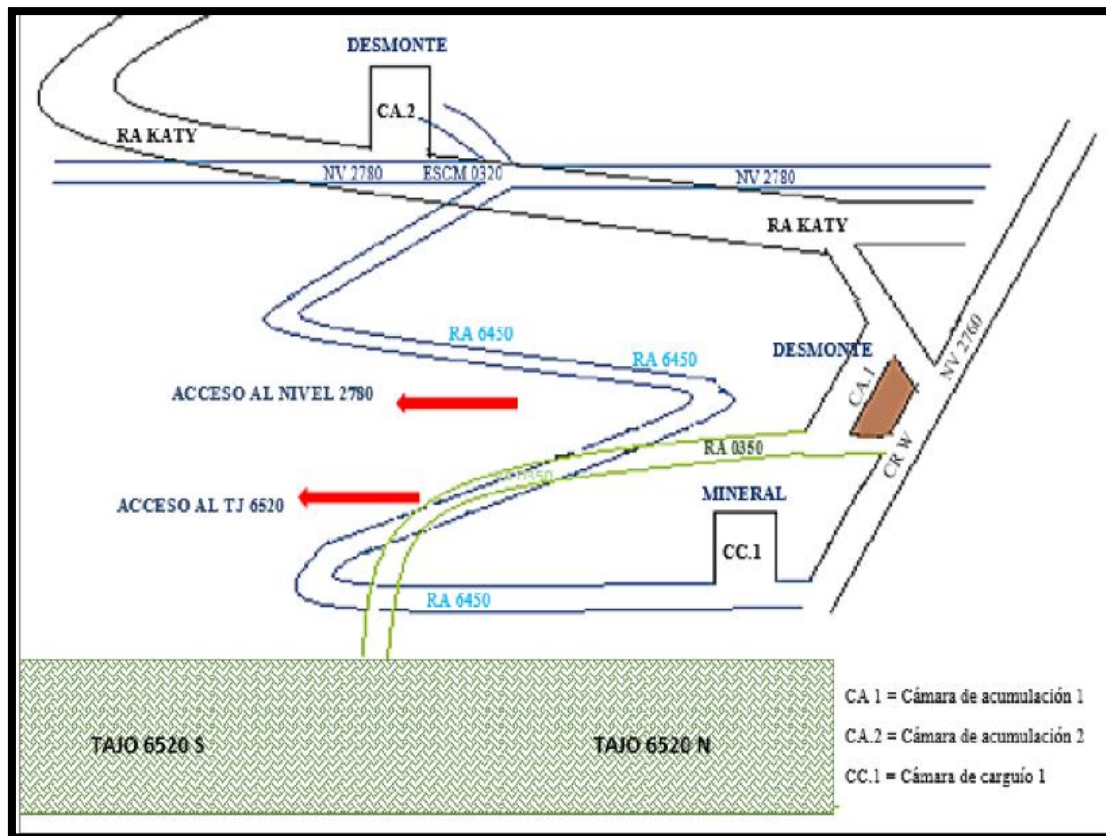 DESMONTE
CA.2
RA KATY
NV 2780
ESCM 0320
NV 2780
RA KATY
NV 2760
RA 6450
RA 6450
DESMONTE
CA.1
ACCESO AL NIVEL 2780
RA 0350
CR W
ACCESO AL TJ 6520
MINERAL
CC.1
RA 6450
TAJO 6520 S
TAJO 6520 N
CA 1 = Cámara de acumulación 1
CA.2 = Cámara de acumulación 2
CC.1 = Cámara de carguío 1